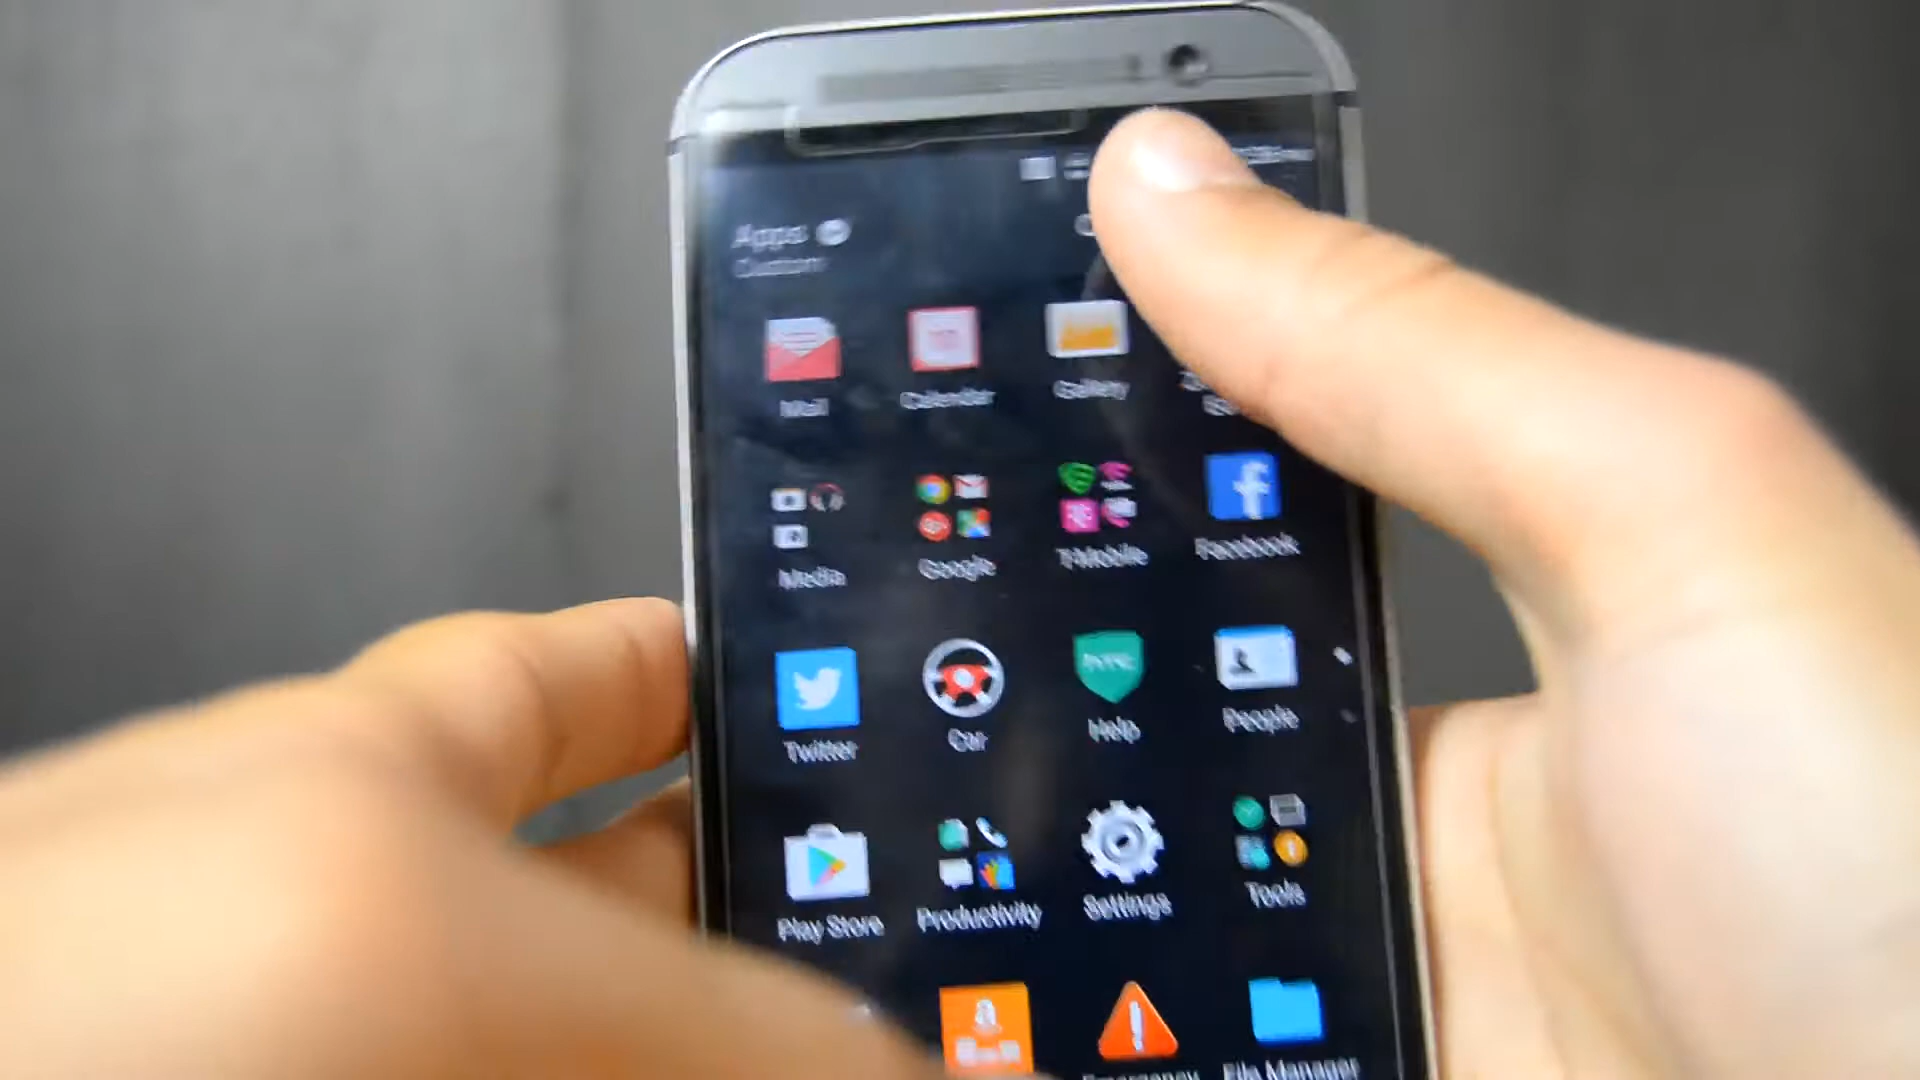 Apps
Custom
Mail Calendar Gallery
Media Google T-Mobile Facebook
Twitter Car Help People
Play Store Productivity Settings Tools
a
Emergency File Manager